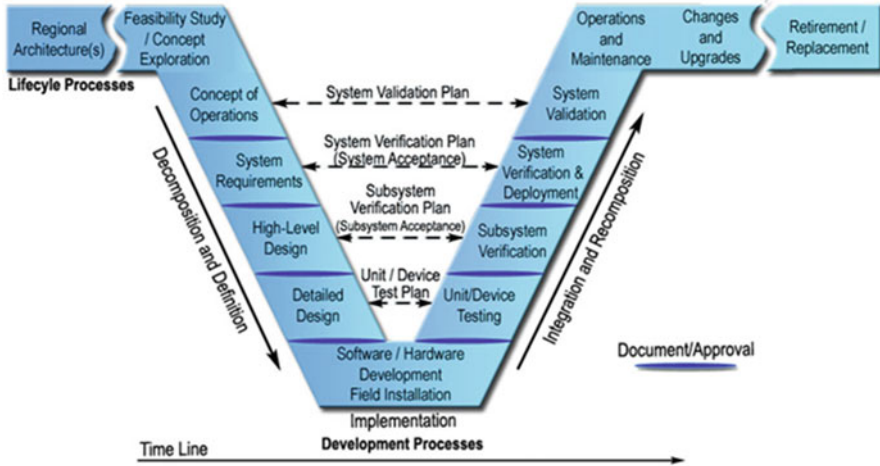 Regional
Architecture(s)
Feasibility Study
/ Concept
Exploration
Operations
and
Maintenance
Changes
and
Upgrades
Retirement /
Replacement
Lifecyle Processes
Concept of
Operations
System Validation Plan
System
Validation
System
Requirements
System Verification Plan
(System Acceptance)
System
Verification &
Deployment
High-Level
Design
Subsystem
Verification Plan
(Subsystem Acceptance)
Subsystem
Verification
Detailed
Design
Unit / Device
Test Plan
Unit/Device
Testing
Decomposition and Definition
Integration and Recomposition
Software / Hardware
Development
Field Installation
Document/Approval
Implementation
Development Processes
Time Line